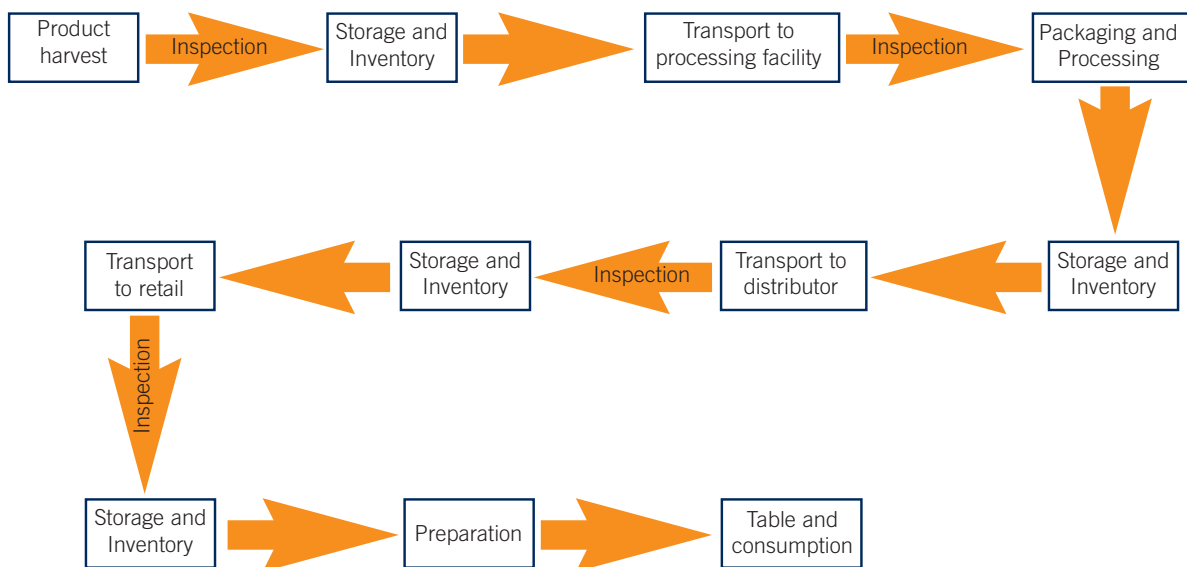 Product
harvest
Inspection
Storage and
Inventory
Transport to
processing facility
Inspection
Packaging and
Processing
Storage and
Inventory
Transport to
distributor
Inspection
Storage and
Inventory
Transport
to retail
Inspection
Storage and
Inventory
Preparation
Table and
consumption